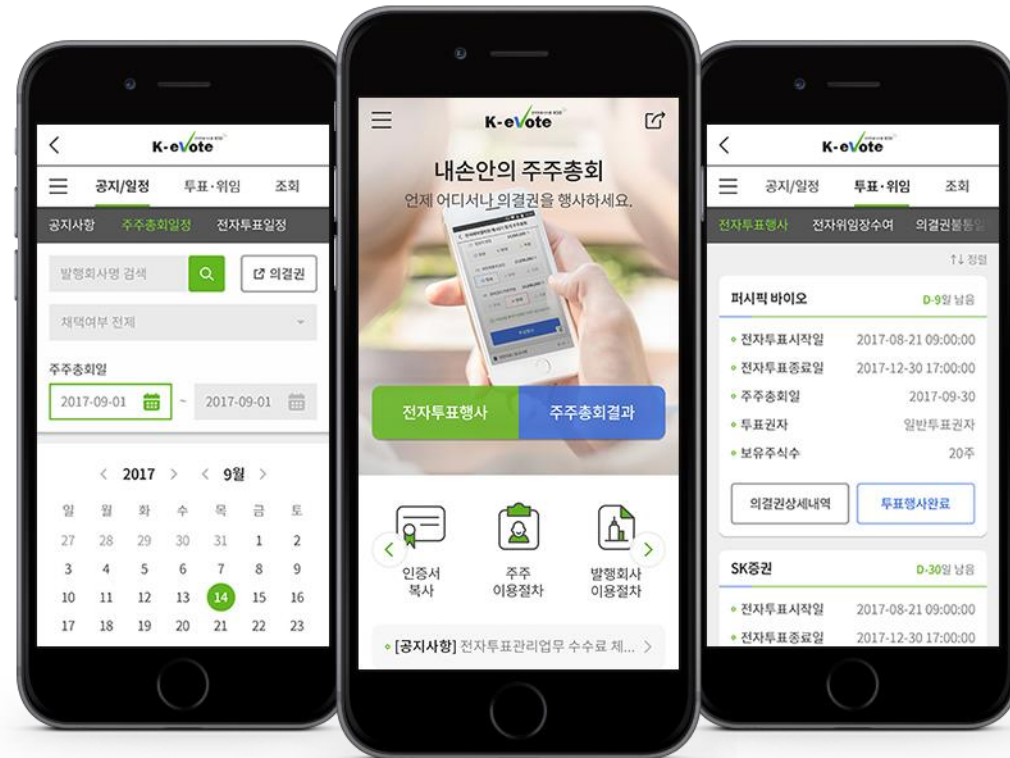 K-eVote
공지/일정 투표·위임 조회
공지사항 주주총회일정 전자투표일정
발행회사명 검색 의결권
채택여부 전체
주주총회일
2017-09-01 ~ 2017-09-01
< 2017 > < 9월 >
일 월 화 수 목 금 토
27 28 29 30 31 1 2
3 4 5 6 7 8 9
10 11 12 13 14 15 16
17 18 19 20 21 22 23
K-eVote
내손안의 주주총회
언제 어디서나 의결권을 행사하세요.
전자투표행사 주주총회결과
인증서
복사
주주
이용절차
발행회사
이용절차
[공지사항] 전자투표관리업무 수수료 체...
K-eVote
공지/일정 투표·위임 조회
전자투표행사 전자위임장수여 의결권불통일
↑↓ 정렬
퍼시픽 바이오 D-9일 남음
전자투표시작일 2017-08-21 09:00:00
전자투표종료일 2017-12-30 17:00:00
주주총회일 2017-09-30
투표권자 일반투표권자
보유주식수 20주
의결권상세내역 투표행사완료
SK증권 D-30일 남음
전자투표시작일 2017-08-21 09:00:00
전자투표종료일 2017-12-30 17:00:00